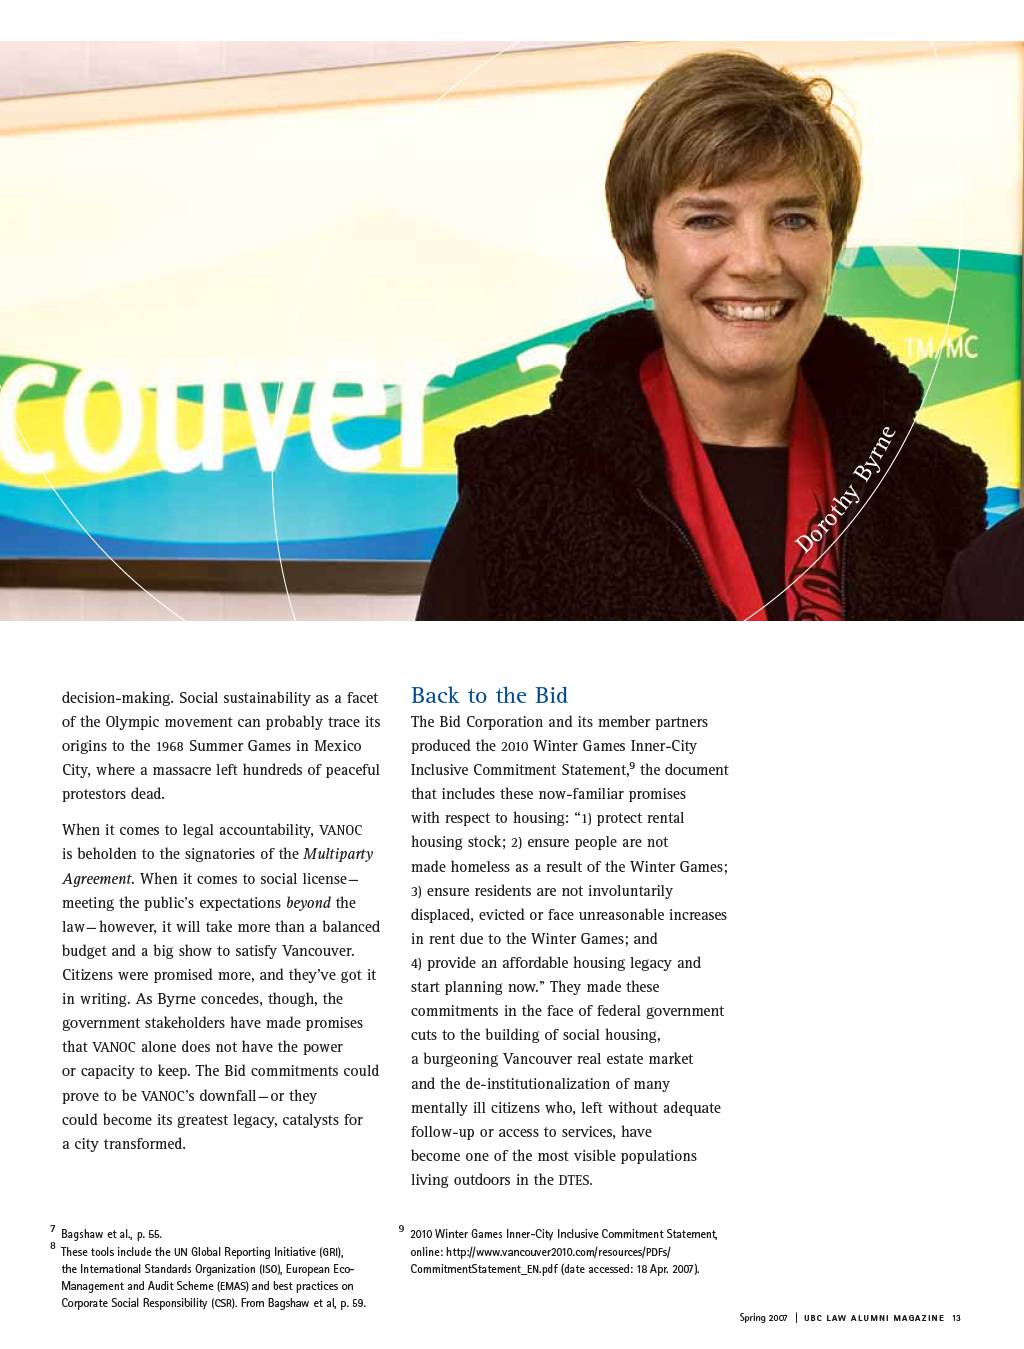 couver
TM/MC
Dorothy Byrne
decision-making. Social sustainability as a facet
of the Olympic movement can probably trace its
origins to the 1968 Summer Games in Mexico
City, where a massacre left hundreds of peaceful
protestors dead.
When it comes to legal accountability, VANOC
is beholden to the signatories of the Multiparty
Agreement. When it comes to social license—
meeting the public's expectations beyond the
law—however, it will take more than a balanced
budget and a big show to satisfy Vancouver.
Citizens were promised more, and they've got it
in writing. As Byrne concedes, though, the
government stakeholders have made promises
that VANOC alone does not have the power
or capacity to keep. The Bid commitments could
prove to be VANOC's downfall—or they
could become its greatest legacy, catalysts for
a city transformed.
7 Bagshaw et al., p. 55.
8 These tools include the UN Global Reporting Initiative (GRI),
the International Standards Organization (ISO), European Eco-
Management and Audit Scheme (EMAS) and best practices on
Corporate Social Responsibility (CSR). From Bagshaw et al, p. 59.
Back to the Bid
The Bid Corporation and its member partners
produced the 2010 Winter Games Inner-City
Inclusive Commitment Statement,9 the document
that includes these now-familiar promises
with respect to housing: "1) protect rental
housing stock; 2) ensure people are not
made homeless as a result of the Winter Games;
3) ensure residents are not involuntarily
displaced, evicted or face unreasonable increases
in rent due to the Winter Games; and
4) provide an affordable housing legacy and
start planning now." They made these
commitments in the face of federal government
cuts to the building of social housing,
a burgeoning Vancouver real estate market
and the de-institutionalization of many
mentally ill citizens who, left without adequate
follow-up or access to services, have
become one of the most visible populations
living outdoors in the DTES.
9 2010 Winter Games Inner-City Inclusive Commitment Statement,
online: http://www.vancouver2010.com/resources/PDFs/
CommitmentStatement_EN.pdf (date accessed: 18 Apr. 2007).
Spring 2007 | UBC LAW ALUMNI MAGAZINE 13